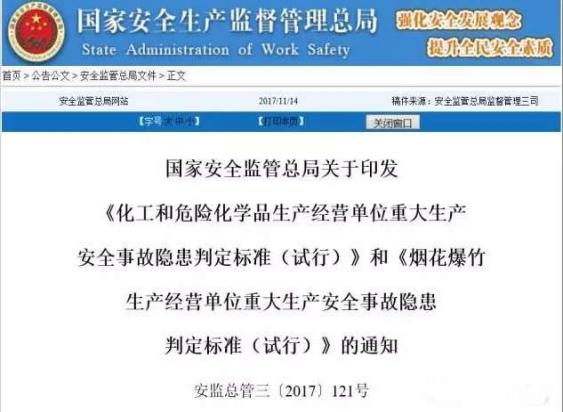 国家安全生产监督管理总局
State Administration of Work Safety
强化安全发展观念
提升全民安全素质
首页>公告公文>安全监管总局文件>正文
安全监管总局网站 2017/11/14 稿件来源：安全监管总局监督管理三司
【字号 大 中 小】 【打印本页】 关闭窗口
国家安全监管总局关于印发
《化工和危险化学品生产经营单位重大生产
安全事故隐患判定标准（试行）》和《烟花爆竹
生产经营单位重大生产安全事故隐患
判定标准（试行）》的通知
安监总管三〔2017〕121号